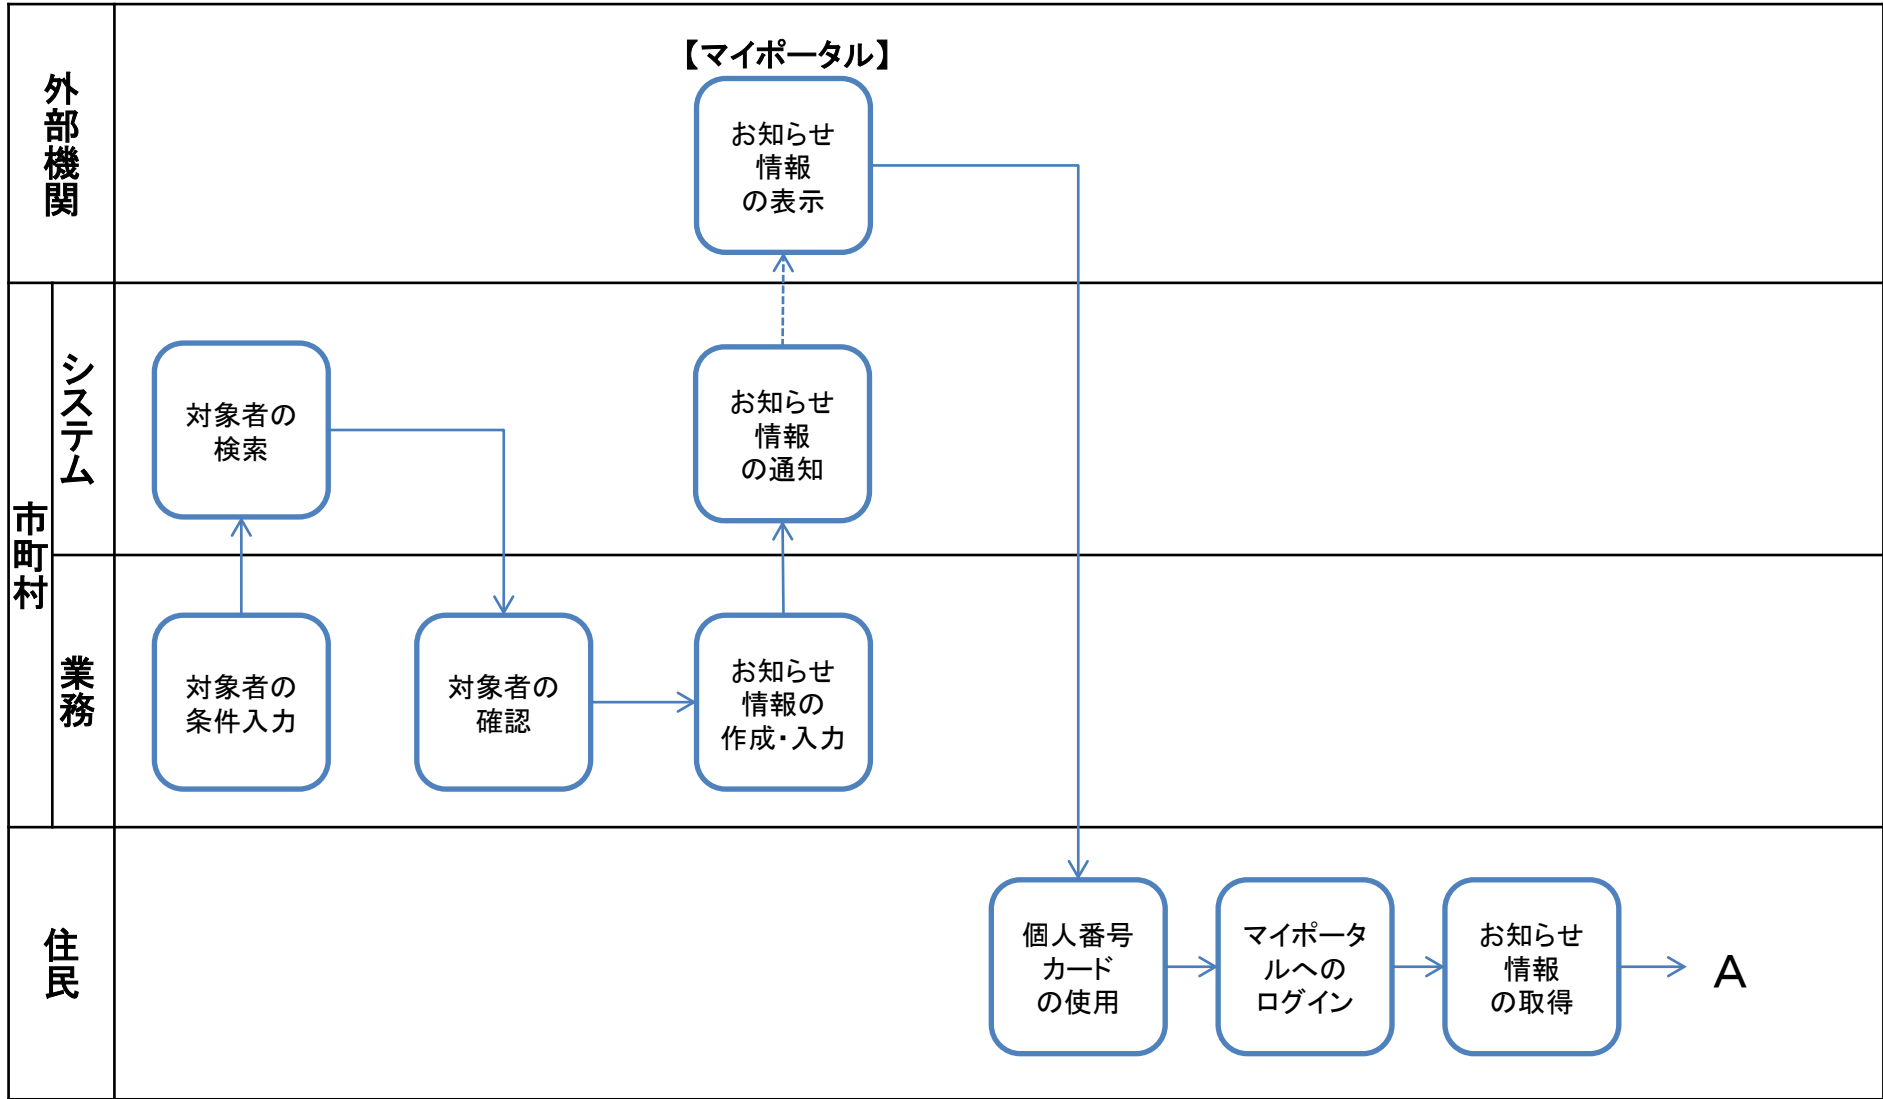 外部機関
【マイポータル】
お知らせ
情報
の表示
市町村
システム
対象者の
検索
お知らせ
情報
の通知
業務
対象者の
条件入力
対象者の
確認
お知らせ
情報の
作成・入力
住民
個人番号
カード
の使用
マイポータ
ルへの
ログイン
お知らせ
情報
の取得
A